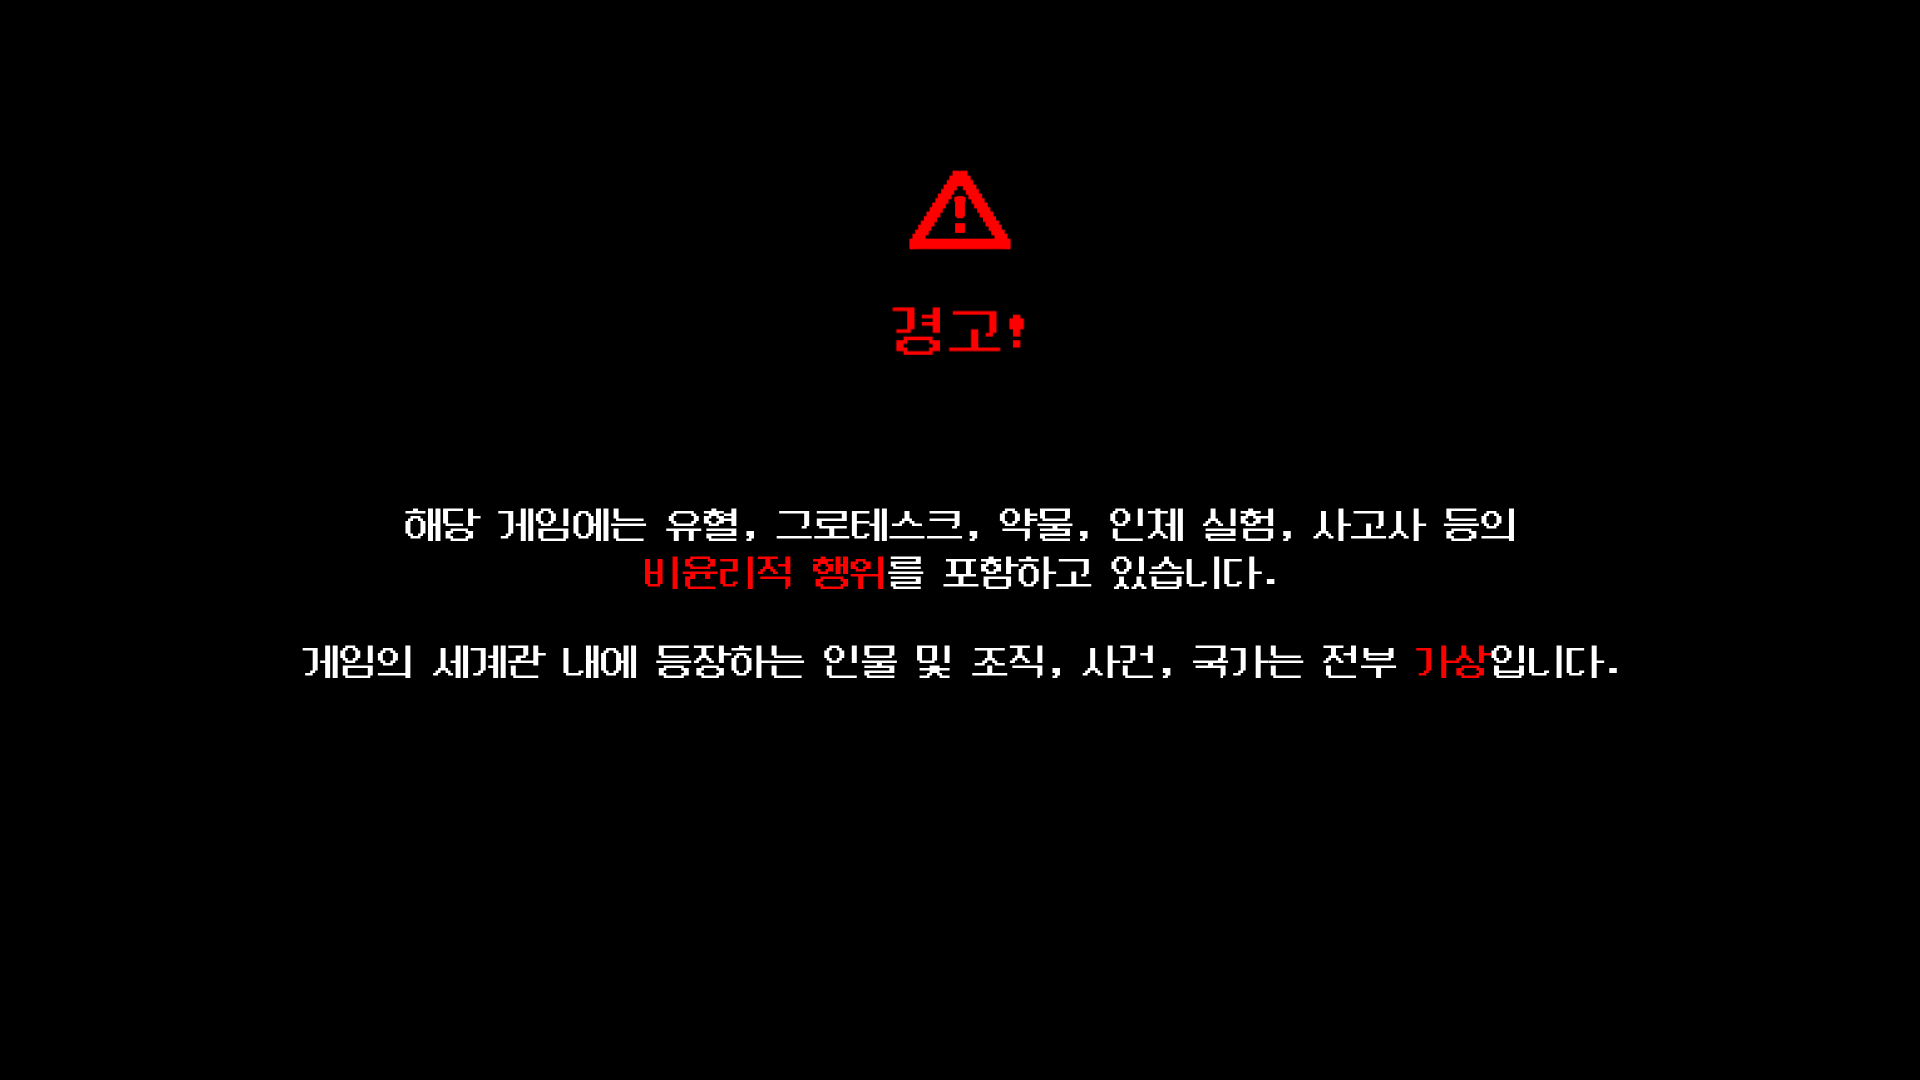 경고!
해당 게임에는 유혈, 그로테스크, 약물, 인체 실험, 사고사 등의
비윤리적 행위를 포함하고 있습니다.
게임의 세계관 내에 등장하는 인물 및 조직, 사건, 국가는 전부 가상입니다.